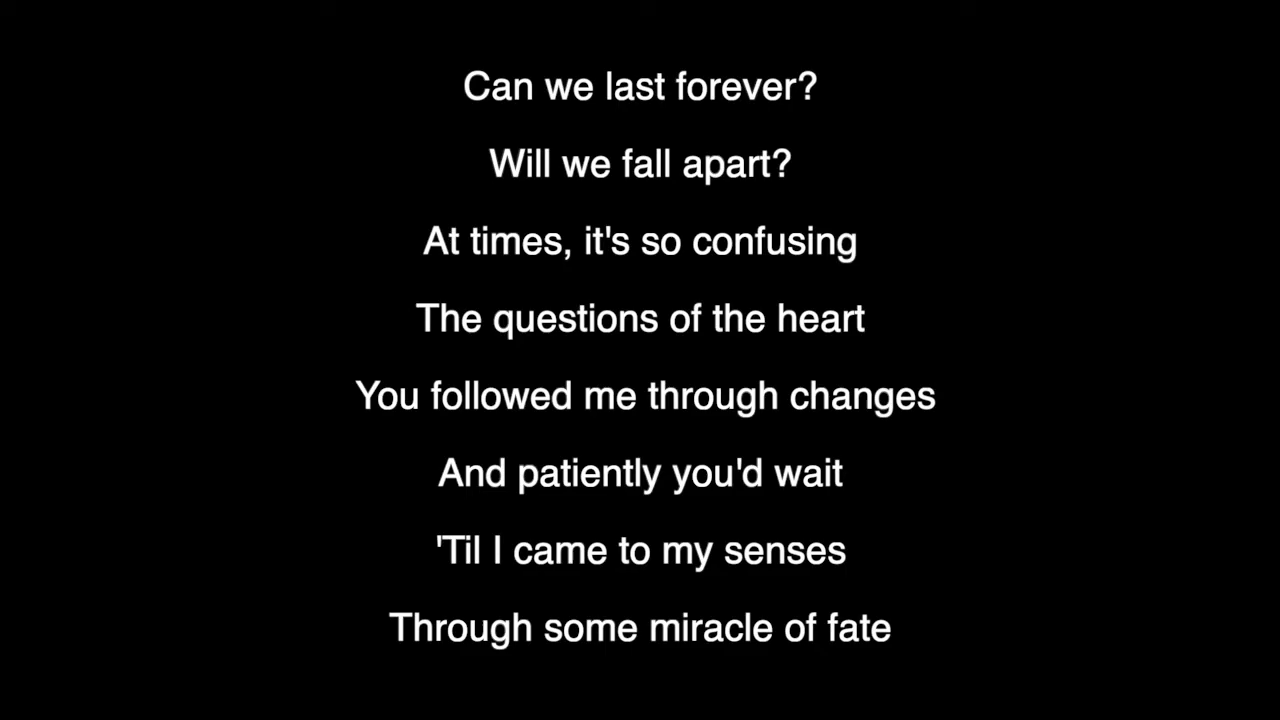 Can we last forever?
Will we fall apart?
At times, it's so confusing
The questions of the heart
You followed me through changes
And patiently you'd wait
'Til I came to my senses
Through some miracle of fate